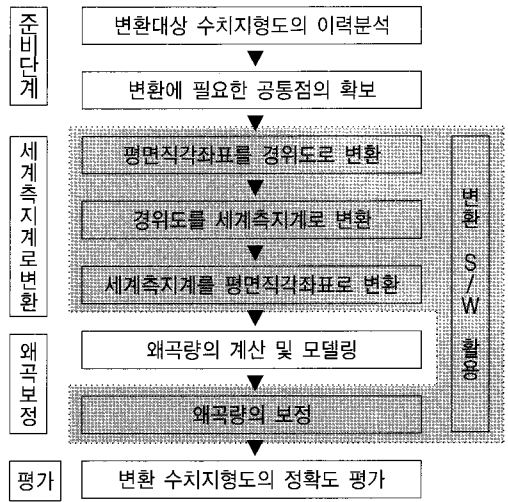 준비단계
변환대상 수치지형도의 이력분석
변환에 필요한 공통점의 확보
세계측지계로변환
평면직각좌표를 경위도로 변환
경위도를 세계측지계로 변환
세계측지계를 평면직각좌표로 변환
변환 S/W 활용
왜곡보정
왜곡량의 계산 및 모델링
왜곡량의 보정
평가
변환 수치지형도의 정확도 평가